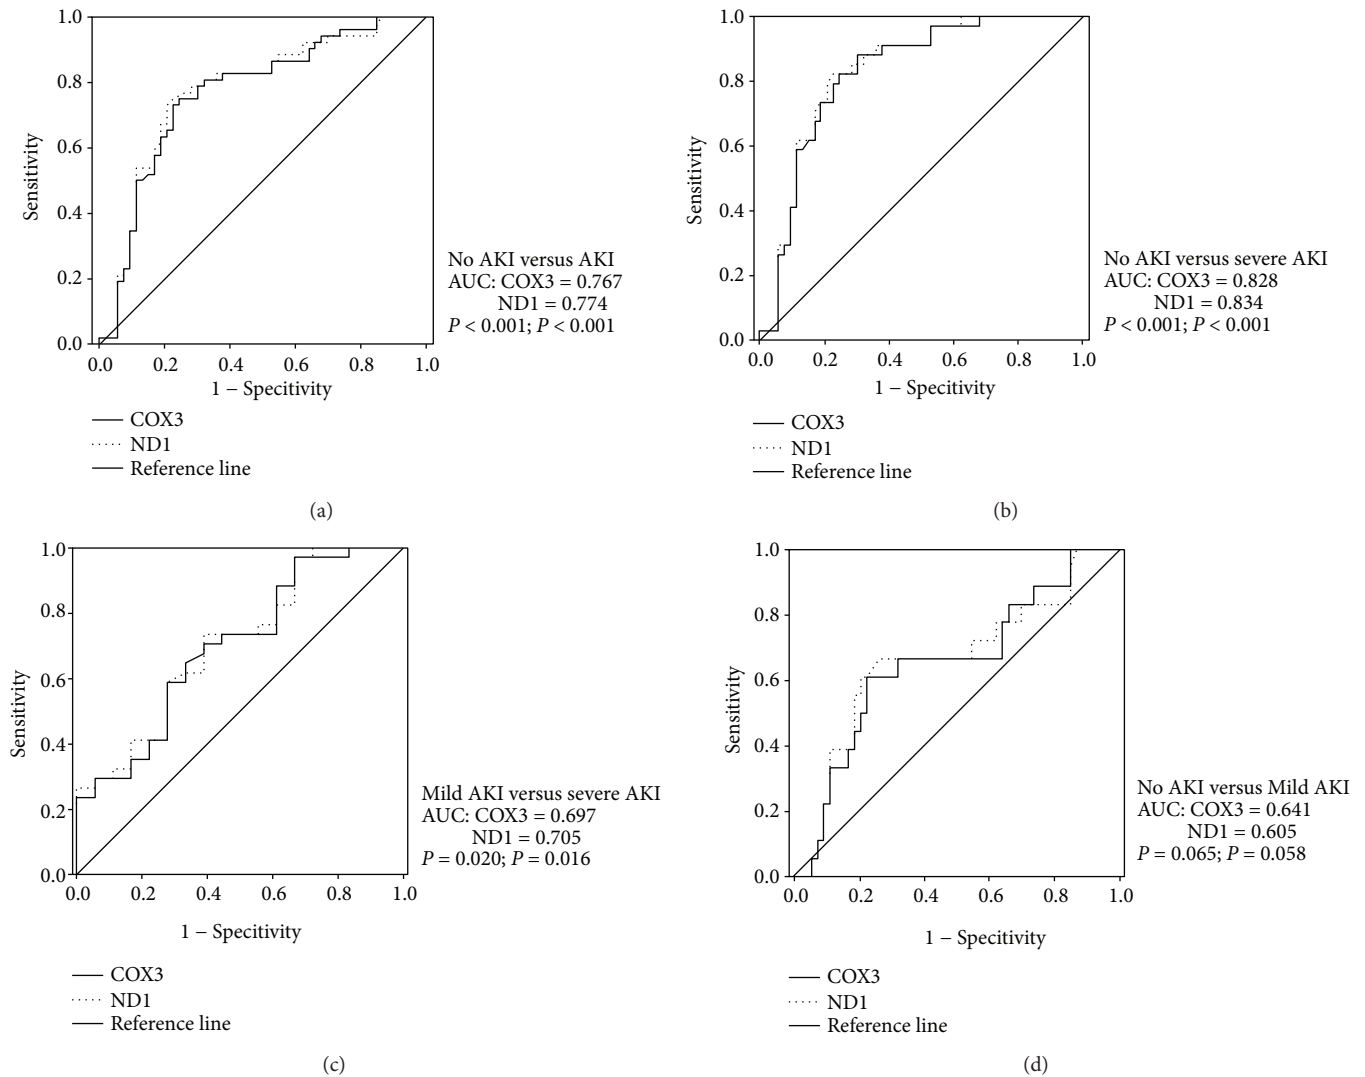 1.0
0.8
0.6
0.4
0.2
0.0
Sensitivity
0.0 0.2 0.4 0.6 0.8 1.0
1 − Specitivity
No AKI versus AKI
AUC: COX3 = 0.767
ND1 = 0.774
P < 0.001; P < 0.001
COX3
ND1
Reference line
(a)
1.0
0.8
0.6
0.4
0.2
0.0
Sensitivity
0.0 0.2 0.4 0.6 0.8 1.0
1 − Specitivity
No AKI versus severe AKI
AUC: COX3 = 0.828
ND1 = 0.834
P < 0.001; P < 0.001
COX3
ND1
Reference line
(b)
1.0
0.8
0.6
0.4
0.2
0.0
Sensitivity
0.0 0.2 0.4 0.6 0.8 1.0
1 − Specitivity
Mild AKI versus severe AKI
AUC: COX3 = 0.697
ND1 = 0.705
P = 0.020; P = 0.016
COX3
ND1
Reference line
(c)
1.0
0.8
0.6
0.4
0.2
0.0
Sensitivity
0.0 0.2 0.4 0.6 0.8 1.0
1 − Specitivity
No AKI versus Mild AKI
AUC: COX3 = 0.641
ND1 = 0.605
P = 0.065; P = 0.058
COX3
ND1
Reference line
(d)